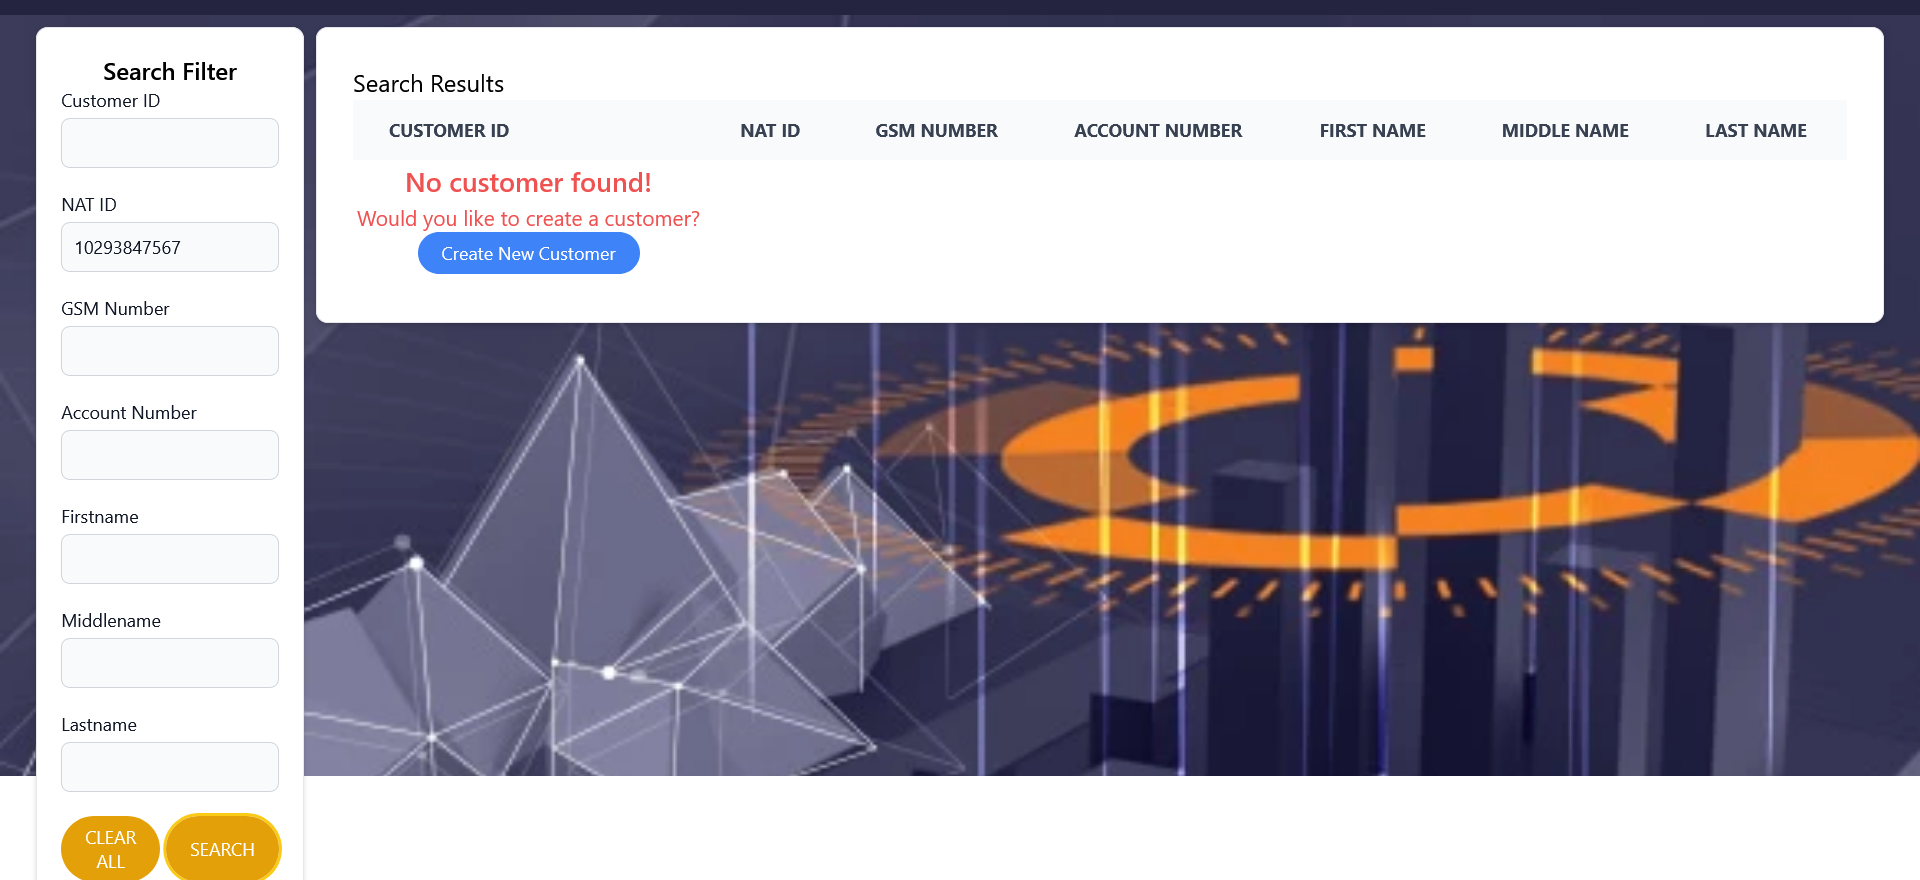 Search Filter
Customer ID
NAT ID
10293847567
GSM Number
Account Number
Firstname
Middlename
Lastname
CLEAR
ALL
SEARCH
Search Results
CUSTOMER ID NAT ID GSM NUMBER ACCOUNT NUMBER FIRST NAME MIDDLE NAME LAST NAME
No customer found!
Would you like to create a customer?
Create New Customer